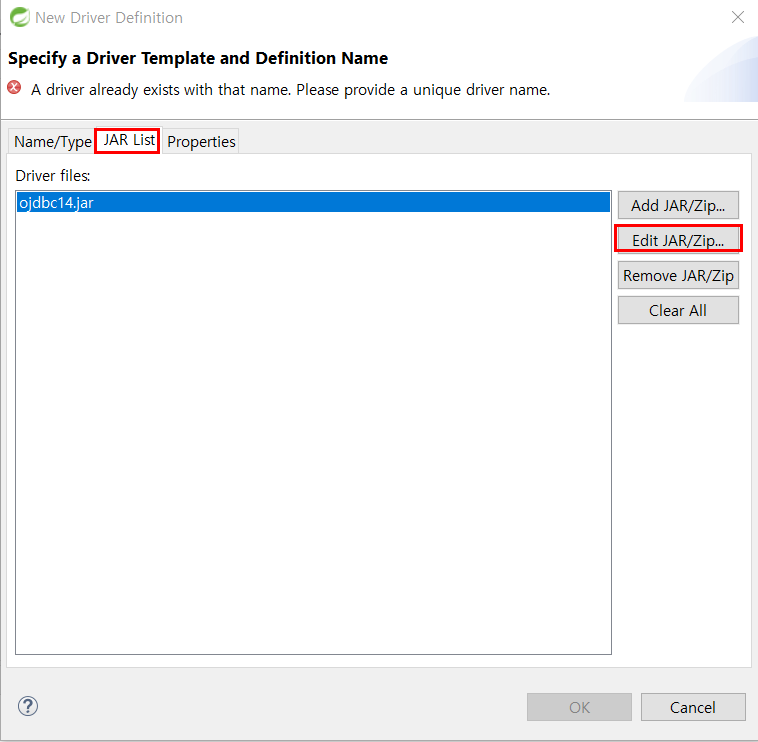 New Driver Definition
Specify a Driver Template and Definition Name
A driver already exists with that name. Please provide a unique driver name.
Name/Type JAR List Properties
Driver files:
ojdbc14.jar
Add JAR/Zip...
Edit JAR/Zip...
Remove JAR/Zip
Clear All
?
OK Cancel